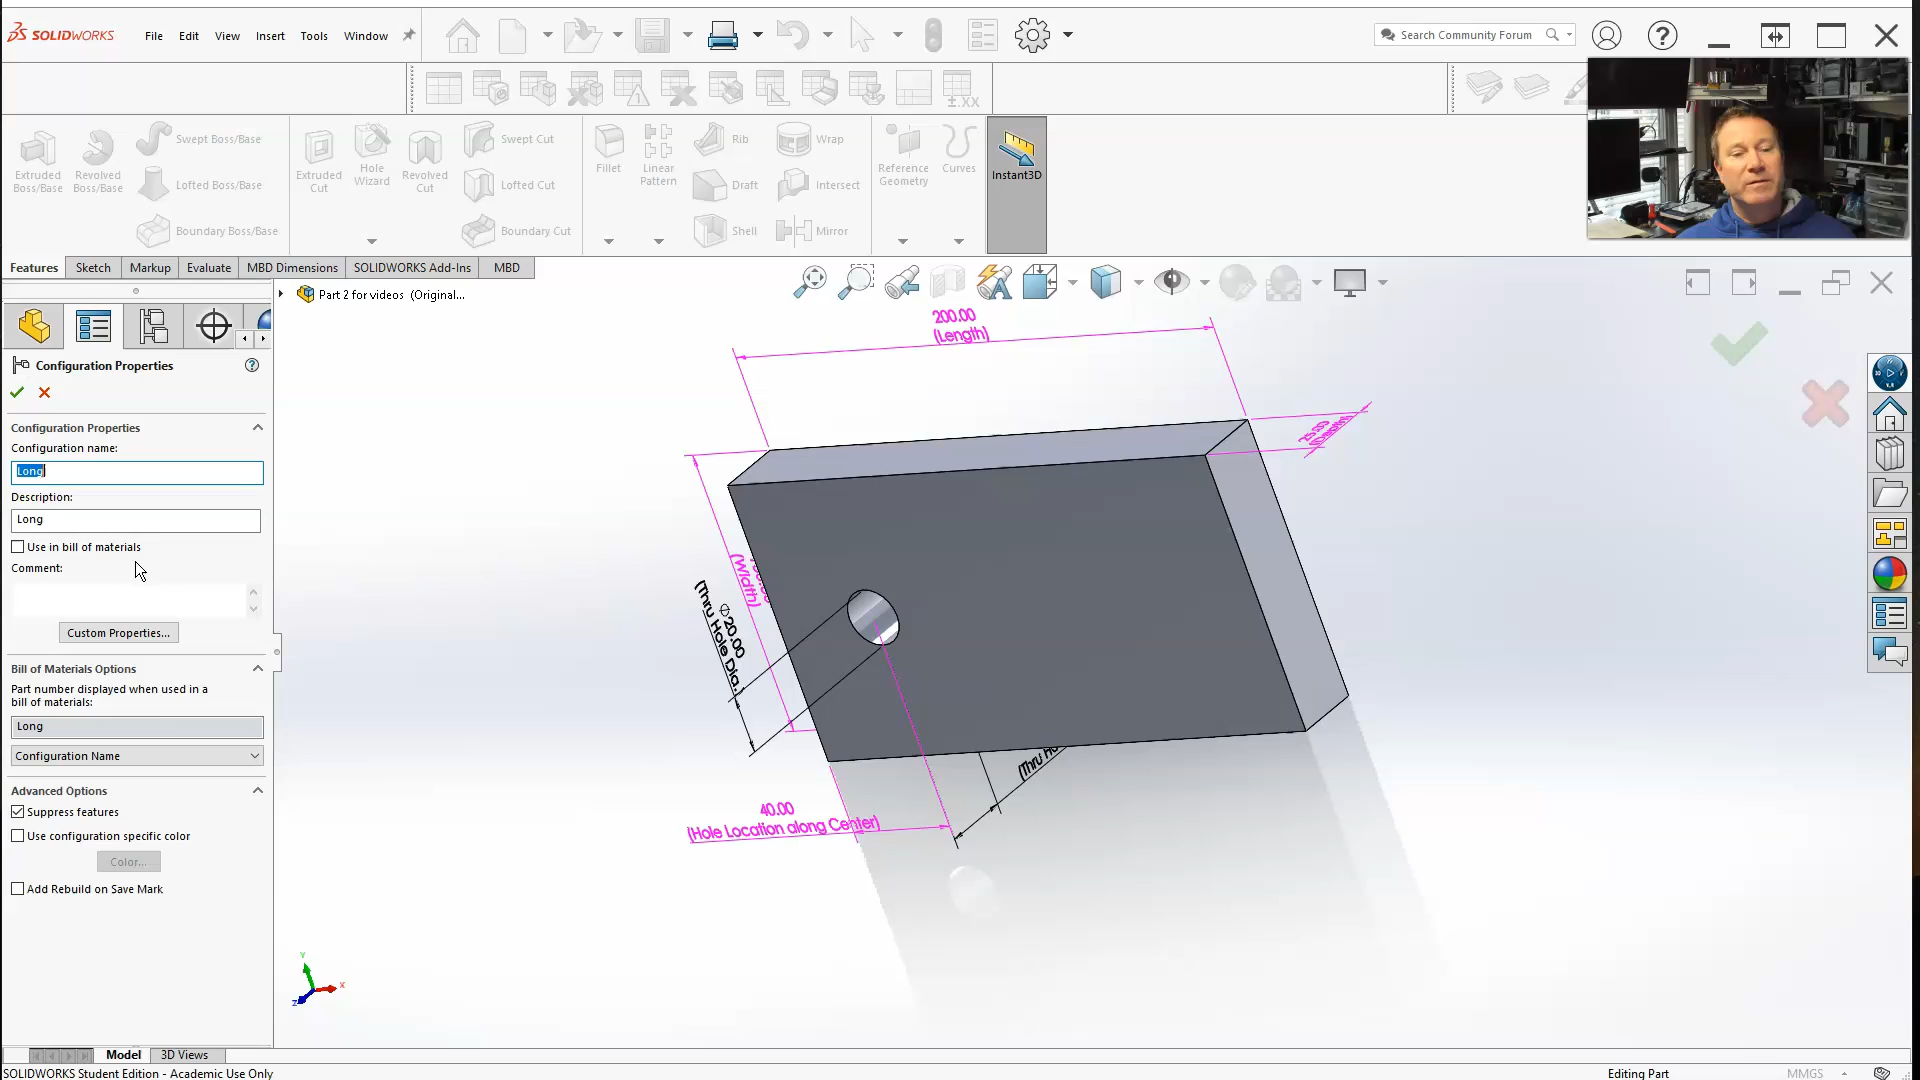 SOLIDWORKS
File Edit View Insert Tools Window
Search Community Forum
±.XX
Extruded Boss/Base
Revolved Boss/Base
Swept Boss/Base
Lofted Boss/Base
Boundary Boss/Base
Extruded Cut
Hole Wizard
Revolved Cut
Swept Cut
Lofted Cut
Boundary Cut
Fillet
Linear Pattern
Rib
Draft
Shell
Wrap
Intersect
Mirror
Reference Geometry
Curves
Instant3D
Features Sketch Markup Evaluate MBD Dimensions SOLIDWORKS Add-Ins MBD
Part 2 for videos (Original...
Configuration Properties
Configuration Properties
Configuration name:
Long
Description:
Long
Use in bill of materials
Comment:
Custom Properties...
Bill of Materials Options
Part number displayed when used in a
bill of materials:
Long
Configuration Name
Advanced Options
Suppress features
Use configuration specific color
Color...
Add Rebuild on Save Mark
200.00
(Length)
25.00
(Width)
⌀20.00
(Thru Hole Dia.)
(Thru Ho
40.00
(Hole Location along Center)
Y
X
Z
Model 3D Views
SOLIDWORKS Student Edition - Academic Use Only
Editing Part
MMGS